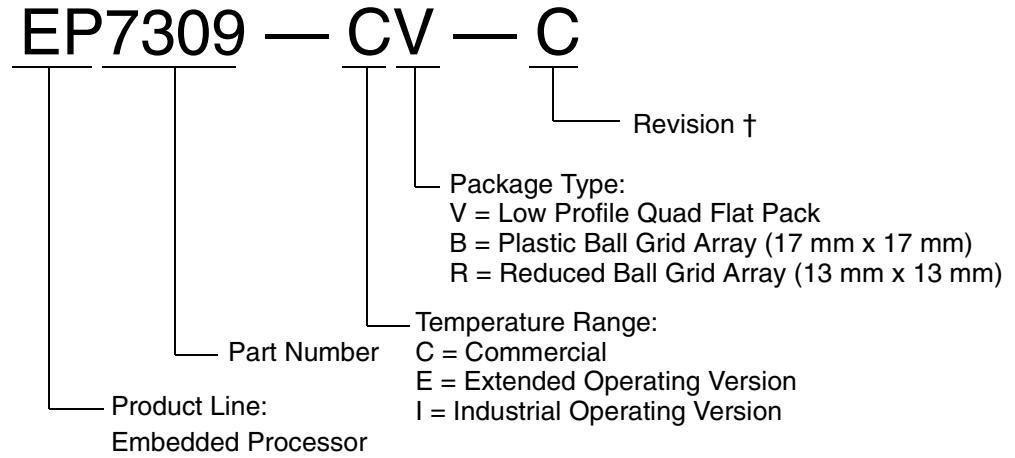 EP7309 — CV — C
Revision †
Package Type:
V = Low Profile Quad Flat Pack
B = Plastic Ball Grid Array (17 mm x 17 mm)
R = Reduced Ball Grid Array (13 mm x 13 mm)
Temperature Range:
C = Commercial
E = Extended Operating Version
I = Industrial Operating Version
Part Number
Product Line:
Embedded Processor